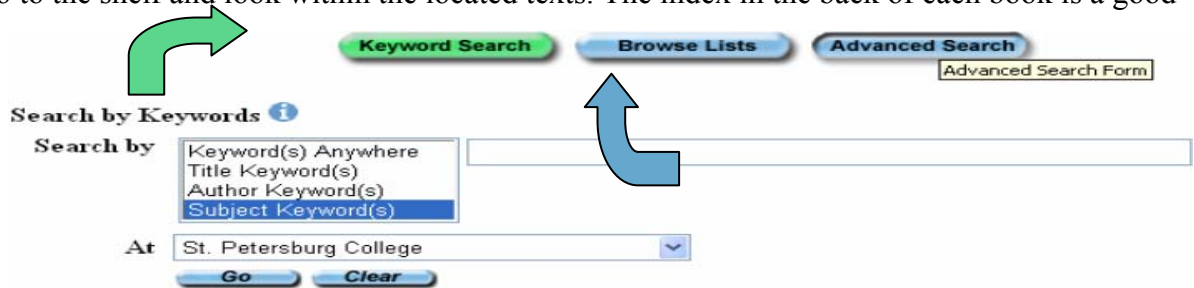 to the shelf and look within the located texts. The index in the back of each book is a good
Keyword Search Browse Lists Advanced Search
Advanced Search Form
Search by Keywords
Search by Keyword(s) Anywhere
Title Keyword(s)
Author Keyword(s)
Subject Keyword(s)
At St. Petersburg College
Go Clear